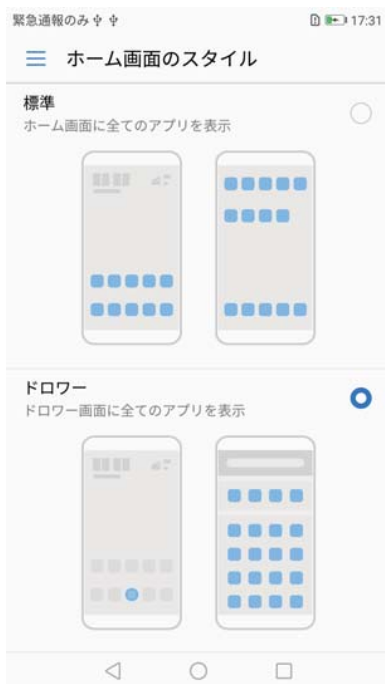 緊急通報のみ 17:31
ホーム画面のスタイル
標準
ホーム画面に全てのアプリを表示
ドロワー
ドロワー画面に全てのアプリを表示